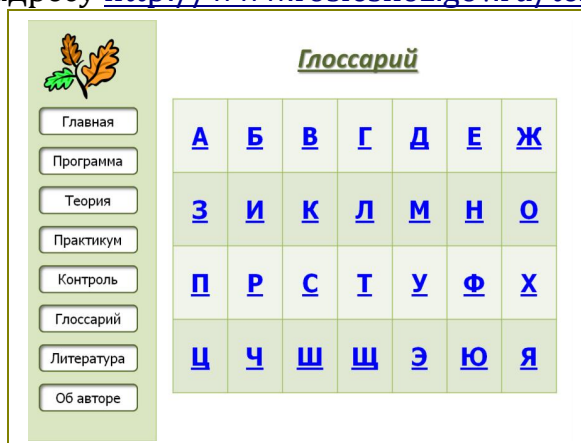 Глоссарий
Главная
Программа
Теория
Практикум
Контроль
Глоссарий
Литература
Об авторе
А Б В Г Д Е Ж
З И К Л М Н О
П Р С Т У Ф Х
Ц Ч Ш Щ Э Ю Я